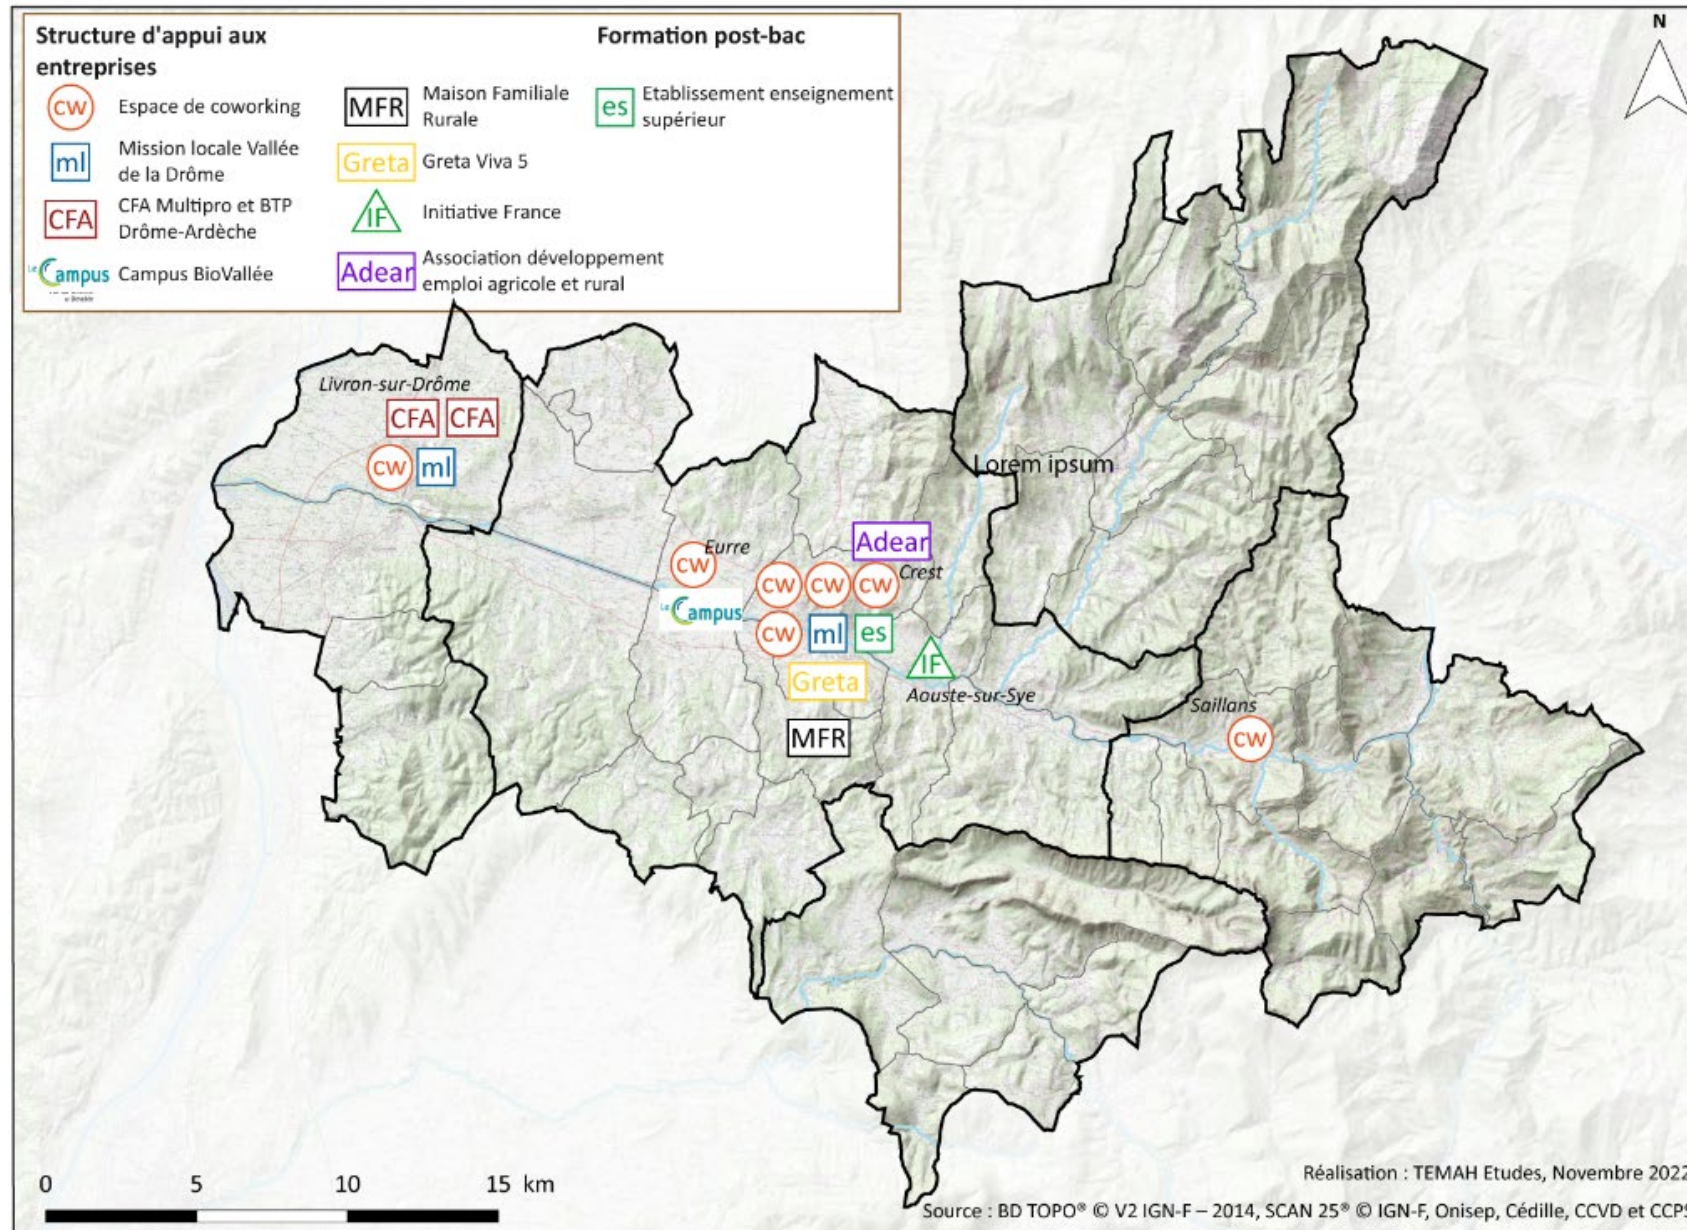 Structure d'appui aux
entreprises
cw Espace de coworking
ml Mission locale Vallée
de la Drôme
CFA CFA Multipro et BTP
Drôme-Ardèche
Le Campus Campus BioVallée
MFR Maison Familiale
Rurale
Greta Greta Viva 5
IF Initiative France
Adear Association développement
emploi agricole et rural
Formation post-bac
es Etablissement enseignement
supérieur
N
Livron-sur-Drôme
CFA CFA
cw ml
Lorem ipsum
Adear
Eurre
cw
cw cw cw Crest
Le Campus
cw ml es
IF
Greta
Aouste-sur-Sye
Saillans
MFR
cw
0 5 10 15 km
Réalisation : TEMAH Etudes, Novembre 2022
Source : BD TOPO® © V2 IGN-F – 2014, SCAN 25® © IGN-F, Onisep, Cédille, CCVD et CCPS